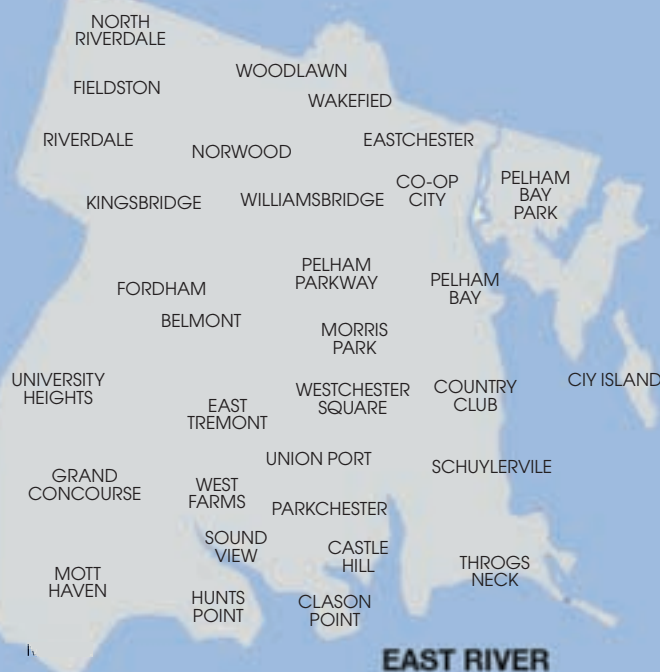 NORTH
RIVERDALE
WOODLAWN
FIELDSTON
WAKEFIED
RIVERDALE
NORWOOD
EASTCHESTER
CO-OP
CITY
PELHAM
BAY
PARK
KINGSBRIDGE
WILLIAMSBRIDGE
PELHAM
PARKWAY
FORDHAM
PELHAM
BAY
BELMONT
MORRIS
PARK
UNIVERSITY
HEIGHTS
WESTCHESTER
SQUARE
COUNTRY
CLUB
CIY ISLAND
EAST
TREMONT
UNION PORT
SCHUYLERVILE
GRAND
CONCOURSE
WEST
FARMS
PARKCHESTER
SOUND
VIEW
CASTLE
HILL
THROGS
NECK
MOTT
HAVEN
HUNTS
POINT
CLASON
POINT
EAST RIVER